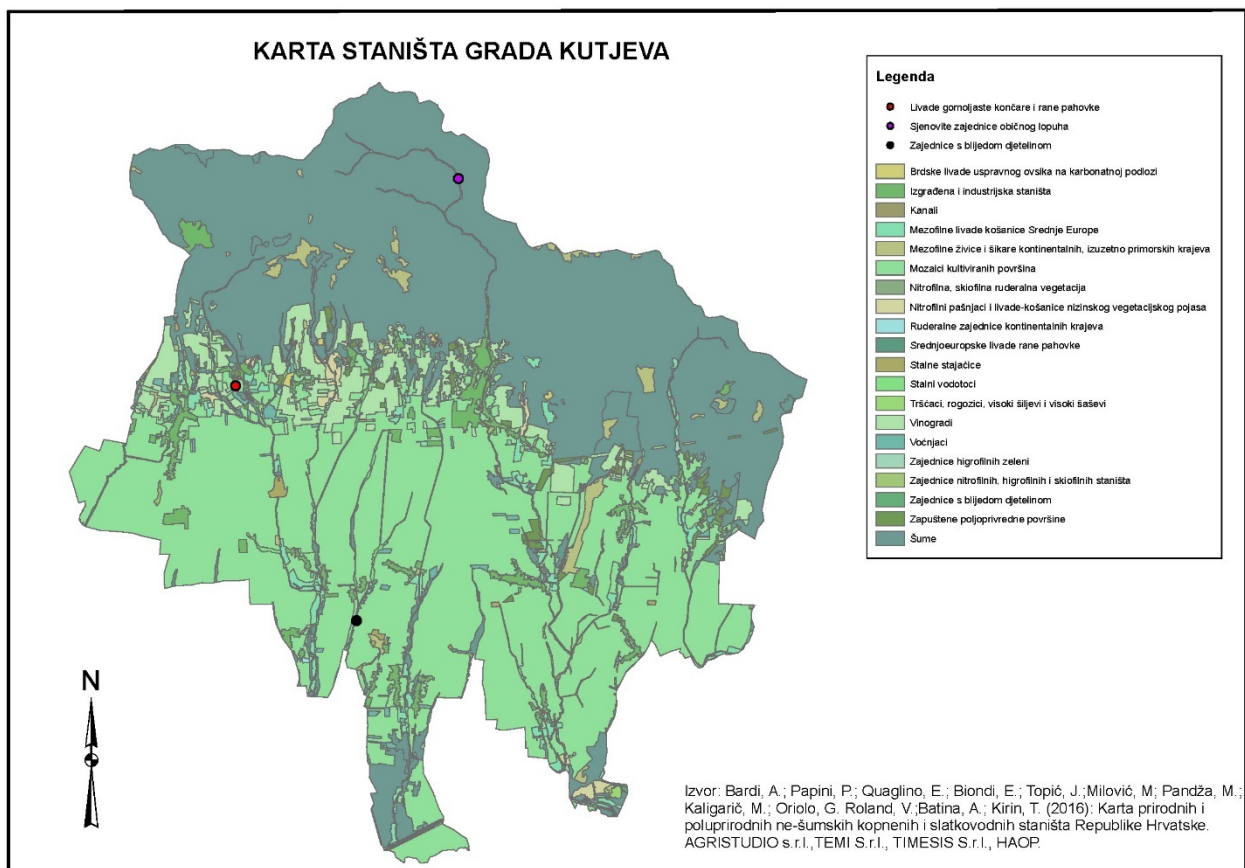 KARTA STANIŠTA GRADA KUTJEVA
Legenda
Livade gomoljaste končare i rane pahovke
Sjenovite zajednice običnog lopuha
Zajednice s blijedom djetelinom
Brdske livade uspravnog ovsika na karbonatnoj podlozi
Izgrađena i industrijska staništa
Kanali
Mezofilne livade košanice Srednje Europe
Mezofilne živice i šikare kontinentalnih, izuzetno primorskih krajeva
Mozaici kultiviranih površina
Nitrofilna, skiofilna ruderalna vegetacija
Nitrofilni pašnjaci i livade-košanice nizinskog vegetacijskog pojasa
Ruderalne zajednice kontinentalnih krajeva
Srednjoeuropske livade rane pahovke
Stalne stajaćice
Stalni vodotoci
Tršćaci, rogozici, visoki šiljevi i visoki šaševi
Vinogradi
Voćnjaci
Zajednice higrofilnih zeleni
Zajednice nitrofilnih, higrofilnih i skiofilnih staništa
Zajednice s blijedom djetelinom
Zapuštene poljoprivredne površine
Šume
N
Izvor: Bardi, A.; Papini, P.; Quaglino, E.; Biondi, E.; Topić, J.;Milović, M; Pandža, M.;
Kaligarič, M.; Oriolo, G. Roland, V.;Batina, A.; Kirin, T. (2016): Karta prirodnih i
poluprirodnih ne-šumskih kopnenih i slatkovodnih staništa Republike Hrvatske.
AGRISTUDIO s.r.l.,TEMI S.r.l., TIMESIS S.r.l., HAOP.